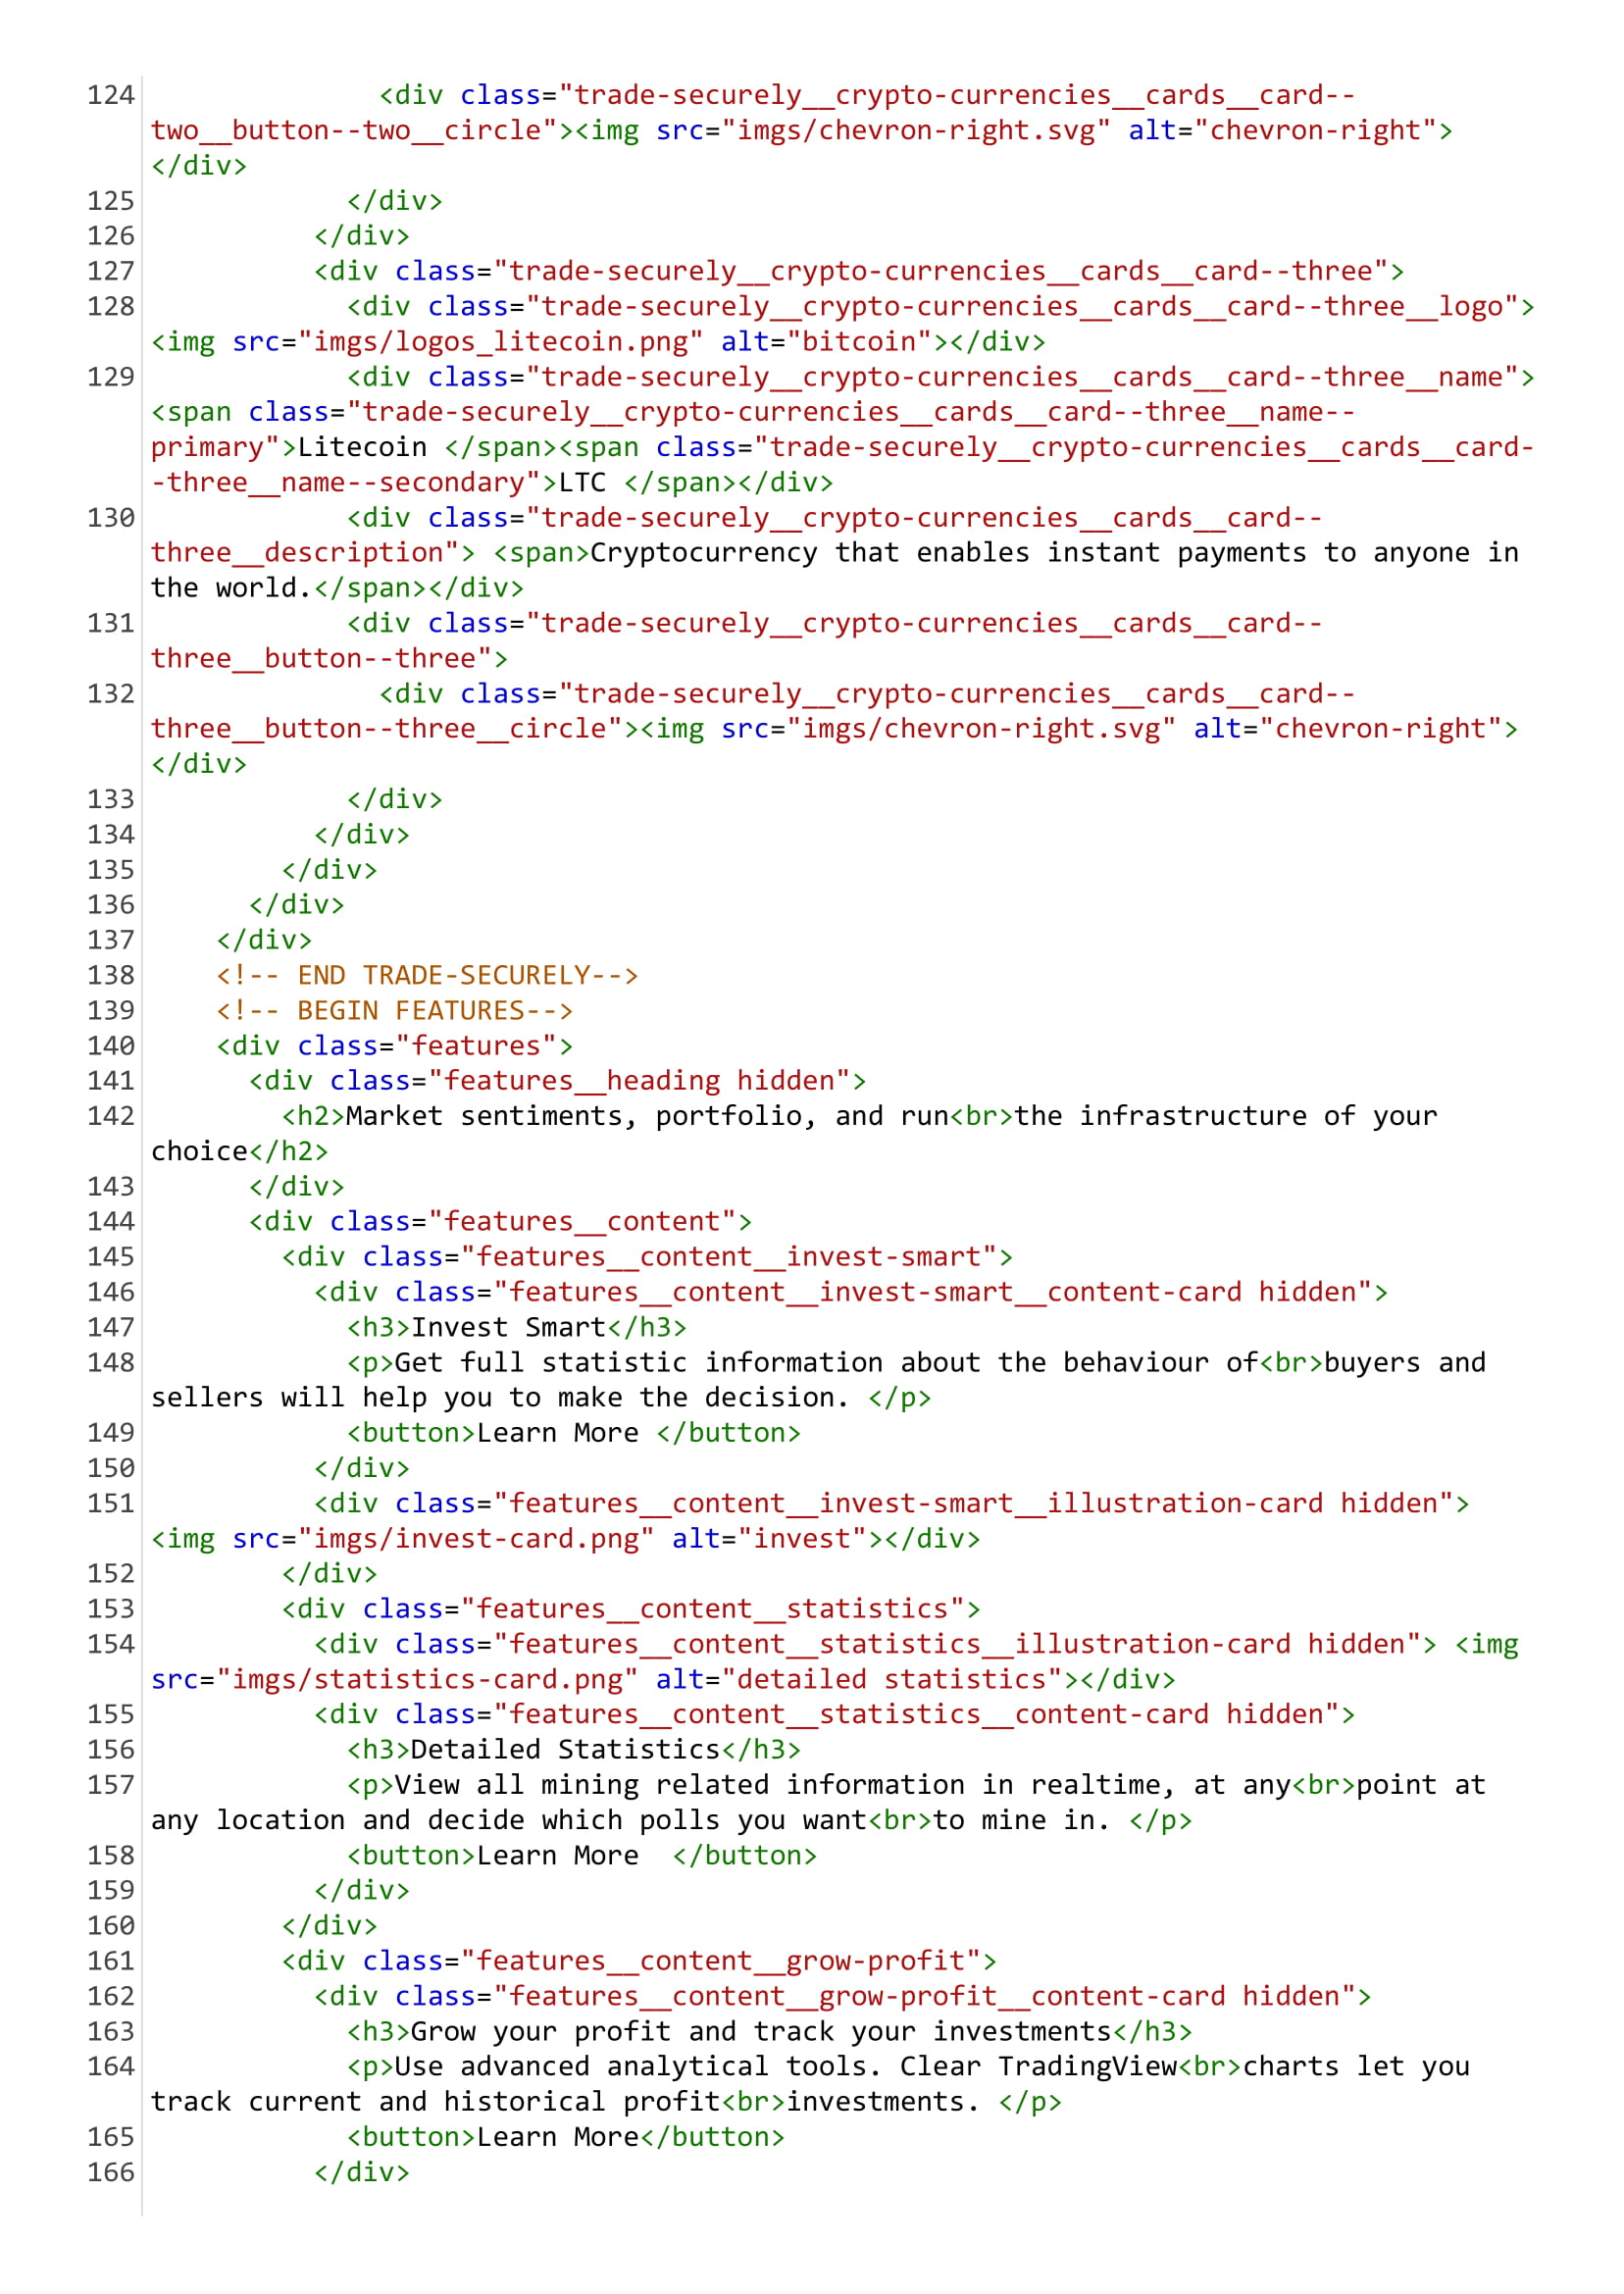 124               <div class="trade-securely__crypto-currencies__cards__card--
two__button--two__circle"><img src="imgs/chevron-right.svg" alt="chevron-right">
</div>
125             </div>
126           </div>
127           <div class="trade-securely__crypto-currencies__cards__card--three">
128             <div class="trade-securely__crypto-currencies__cards__card--three__logo">
<img src="imgs/logos_litecoin.png" alt="bitcoin"></div>
129             <div class="trade-securely__crypto-currencies__cards__card--three__name">
<span class="trade-securely__crypto-currencies__cards__card--three__name--
primary">Litecoin </span><span class="trade-securely__crypto-currencies__cards__card-
-three__name--secondary">LTC </span></div>
130             <div class="trade-securely__crypto-currencies__cards__card--
three__description"> <span>Cryptocurrency that enables instant payments to anyone in
the world.</span></div>
131             <div class="trade-securely__crypto-currencies__cards__card--
three__button--three">
132               <div class="trade-securely__crypto-currencies__cards__card--
three__button--three__circle"><img src="imgs/chevron-right.svg" alt="chevron-right">
</div>
133             </div>
134           </div>
135         </div>
136       </div>
137     </div>
138     <!-- END TRADE-SECURELY-->
139     <!-- BEGIN FEATURES-->
140     <div class="features">
141       <div class="features__heading hidden">
142         <h2>Market sentiments, portfolio, and run<br>the infrastructure of your
choice</h2>
143       </div>
144       <div class="features__content">
145         <div class="features__content__invest-smart">
146           <div class="features__content__invest-smart__content-card hidden">
147             <h3>Invest Smart</h3>
148             <p>Get full statistic information about the behaviour of<br>buyers and
sellers will help you to make the decision. </p>
149             <button>Learn More </button>
150           </div>
151           <div class="features__content__invest-smart__illustration-card hidden">
<img src="imgs/invest-card.png" alt="invest"></div>
152         </div>
153         <div class="features__content__statistics">
154           <div class="features__content__statistics__illustration-card hidden"> <img
src="imgs/statistics-card.png" alt="detailed statistics"></div>
155           <div class="features__content__statistics__content-card hidden">
156             <h3>Detailed Statistics</h3>
157             <p>View all mining related information in realtime, at any<br>point at
any location and decide which polls you want<br>to mine in. </p>
158             <button>Learn More  </button>
159           </div>
160         </div>
161         <div class="features__content__grow-profit">
162           <div class="features__content__grow-profit__content-card hidden">
163             <h3>Grow your profit and track your investments</h3>
164             <p>Use advanced analytical tools. Clear TradingView<br>charts let you
track current and historical profit<br>investments. </p>
165             <button>Learn More</button>
166           </div>